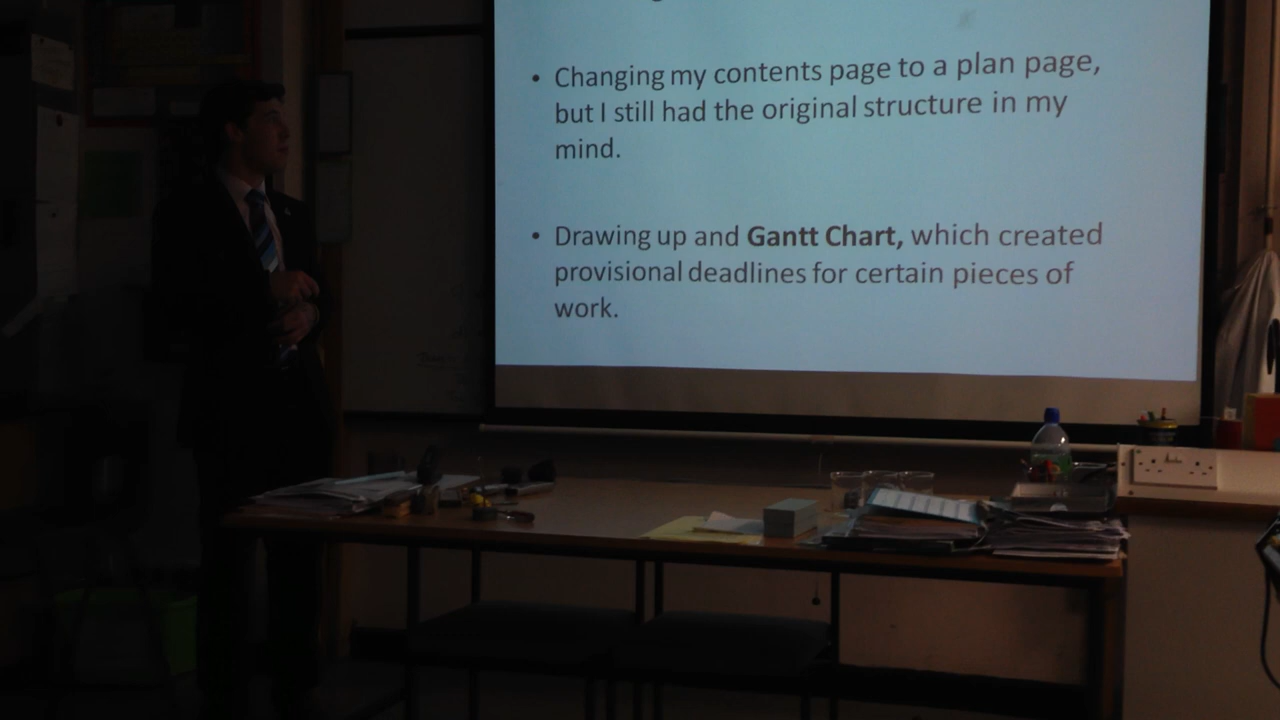 • Changing my contents page to a plan page,
but I still had the original structure in my
mind.
• Drawing up and Gantt Chart, which created
provisional deadlines for certain pieces of
work.